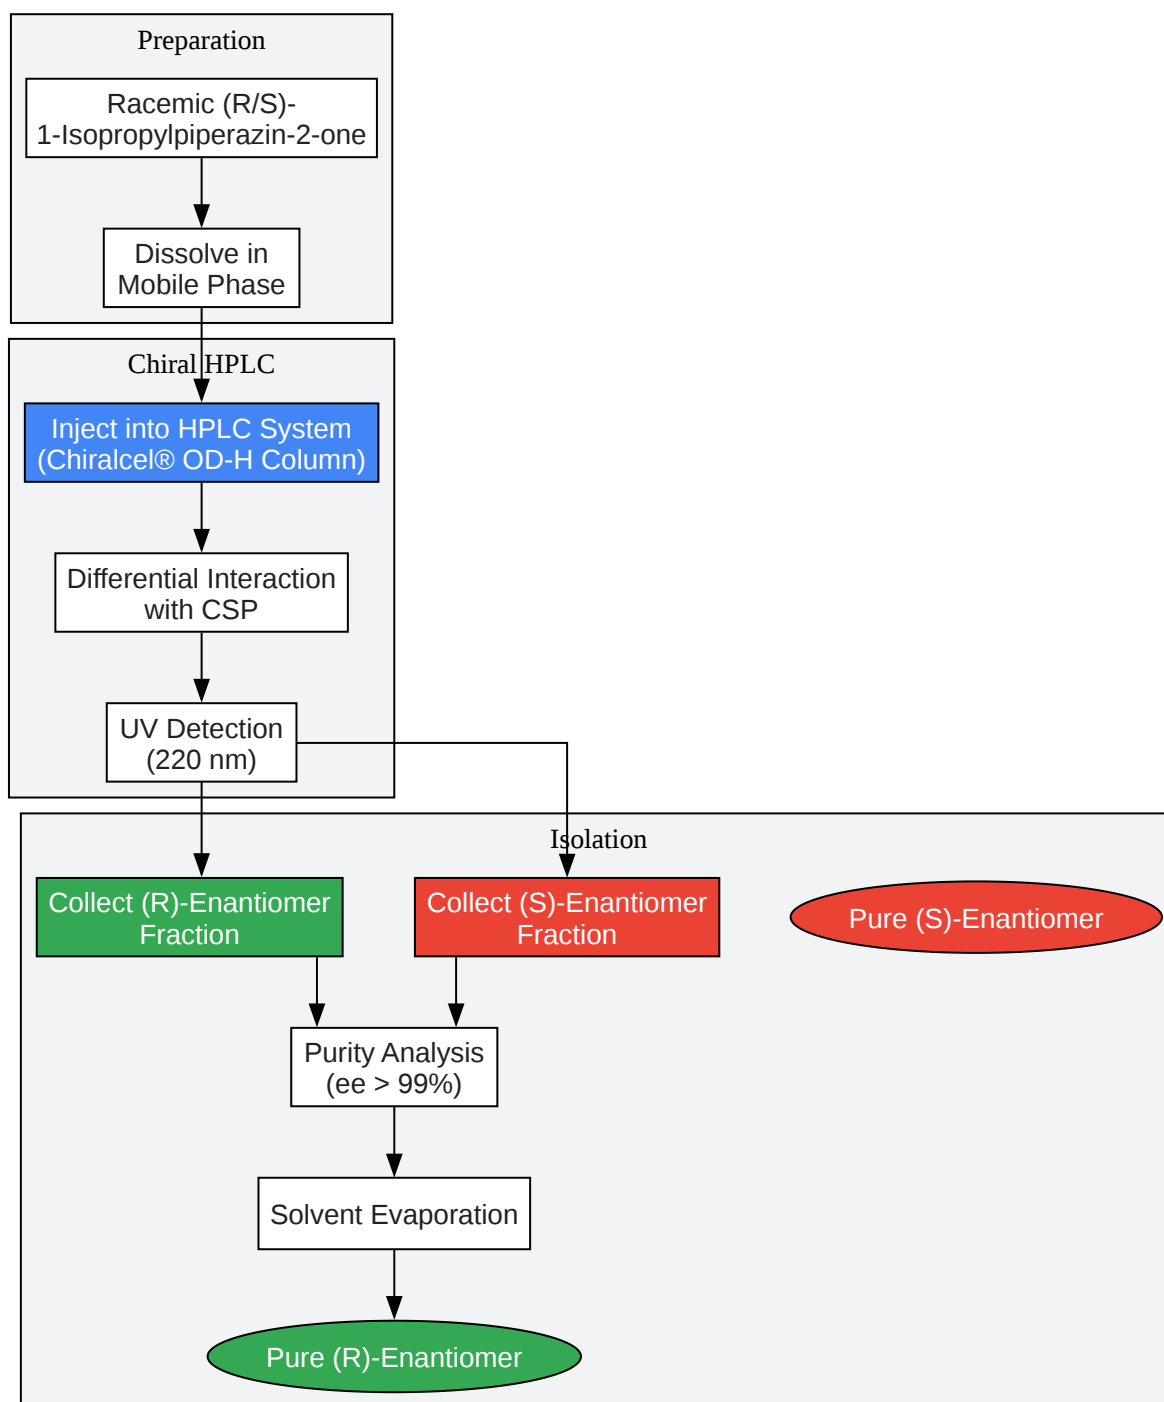 Preparation
Racemic (R/S)-
1-Isopropylpiperazin-2-one
Dissolve in
Mobile Phase
Chiral HPLC
Inject into HPLC System
(Chiralcel® OD-H Column)
Differential Interaction
with CSP
UV Detection
(220 nm)
Isolation
Collect (R)-Enantiomer
Fraction
Collect (S)-Enantiomer
Fraction
Pure (S)-Enantiomer
Purity Analysis
(ee > 99%)
Solvent Evaporation
Pure (R)-Enantiomer